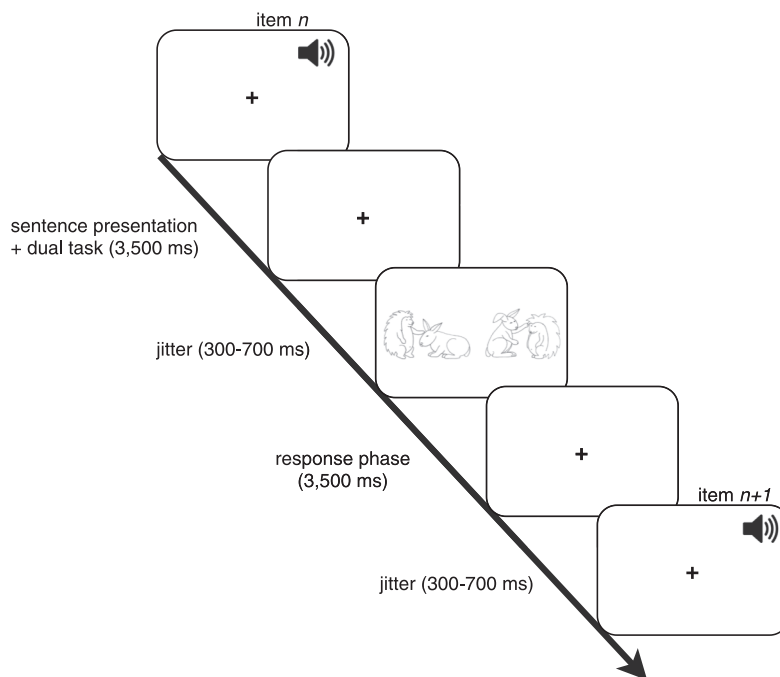 item n
sentence presentation
+ dual task (3,500 ms)
jitter (300-700 ms)
response phase
(3,500 ms)
item n+1
jitter (300-700 ms)